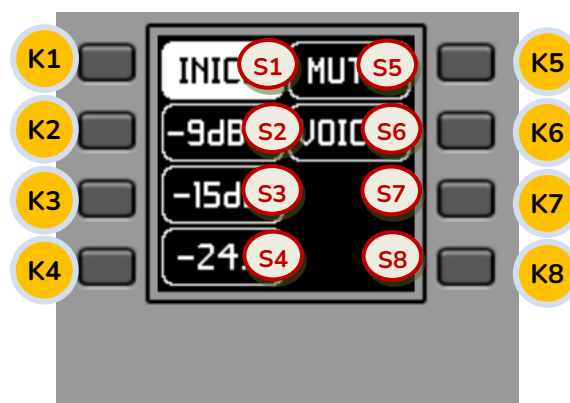 K1 INIC S1 MUT S5 K5
K2 -9dB S2 VOIC S6 K6
K3 -15d S3 S7 K7
K4 -24 S4 S8 K8